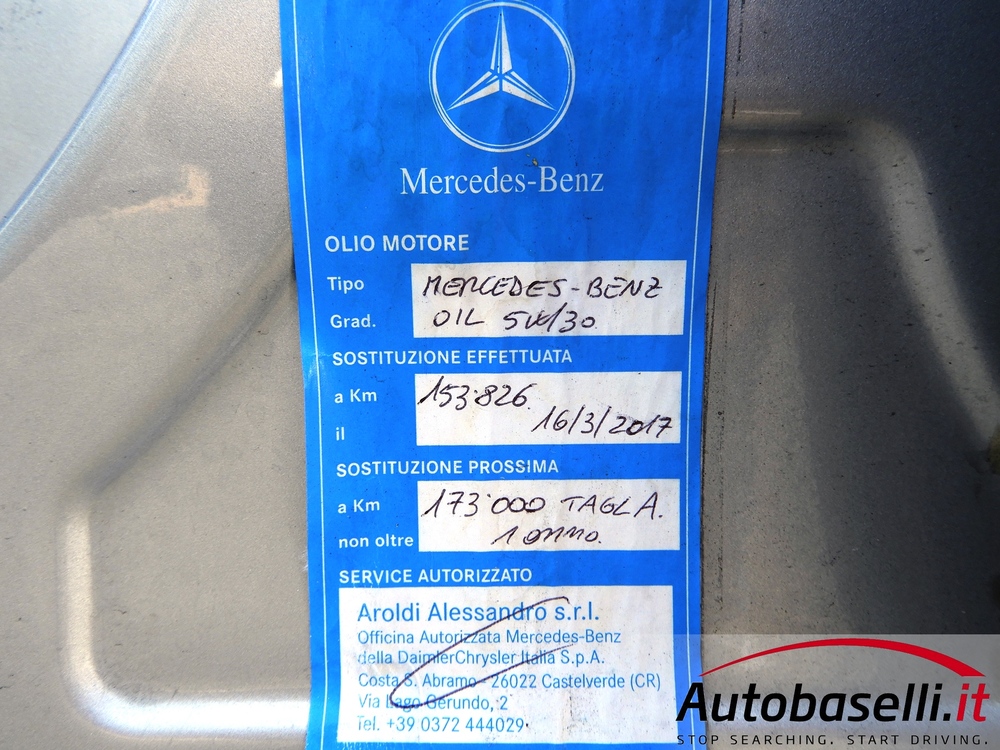 Mercedes-Benz
OLIO MOTORE
Tipo MERCEDES-BENZ
Grad. OIL 5W/30
SOSTITUZIONE EFFETTUATA
a Km 153.826
il 16/3/2017
SOSTITUZIONE PROSSIMA
a Km 173.000 TAGL A.
non oltre 1 anno.
SERVICE AUTORIZZATO
Aroldi Alessandro s.r.l.
Officina Autorizzata Mercedes-Benz
della DaimlerChrysler Italia S.p.A.
Costa S. Abramo - 26022 Castelverde (CR)
Via Lago Gerundo, 2
Tel. +39 0372 444029
Autobaselli.it
STOP SEARCHING. START DRIVING.